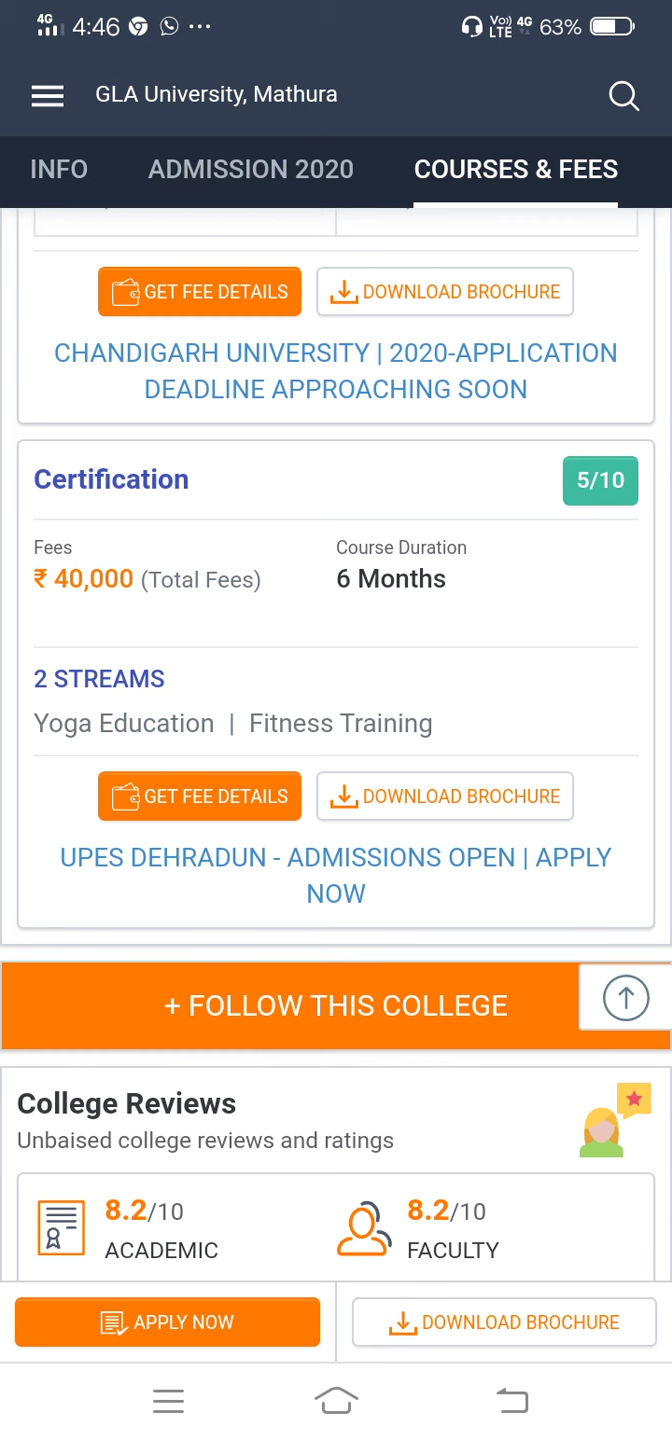 4G 4:46 ... Vo)) LTE 4G 63%
GLA University, Mathura
INFO ADMISSION 2020 COURSES & FEES
GET FEE DETAILS DOWNLOAD BROCHURE
CHANDIGARH UNIVERSITY | 2020-APPLICATION
DEADLINE APPROACHING SOON
Certification 5/10
Fees Course Duration
₹ 40,000 (Total Fees) 6 Months
2 STREAMS
Yoga Education | Fitness Training
GET FEE DETAILS DOWNLOAD BROCHURE
UPES DEHRADUN - ADMISSIONS OPEN | APPLY
NOW
+ FOLLOW THIS COLLEGE
College Reviews
Unbaised college reviews and ratings
8.2/10 8.2/10
ACADEMIC FACULTY
APPLY NOW DOWNLOAD BROCHURE